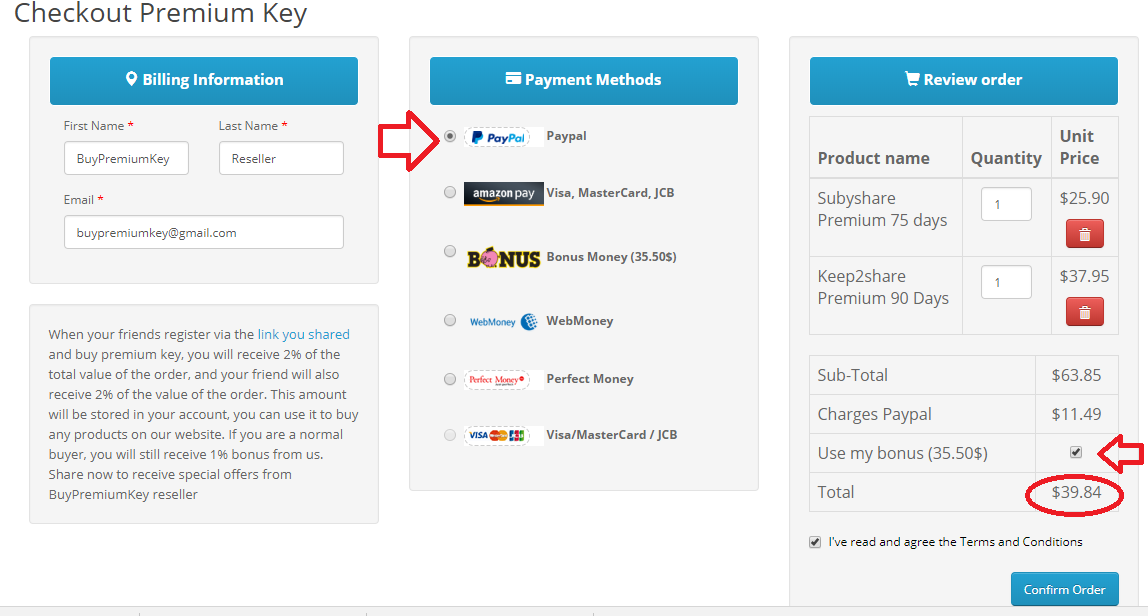 Checkout Premium Key
Billing Information
First Name *
Last Name *
BuyPremiumKey
Reseller
Email *
buypremiumkey@gmail.com
When your friends register via the link you shared
and buy premium key, you will receive 2% of the
total value of the order, and your friend will also
receive 2% of the value of the order. This amount
will be stored in your account, you can use it to buy
any products on our website. If you are a normal
buyer, you will still receive 1% bonus from us.
Share now to receive special offers from
BuyPremiumKey reseller
Payment Methods
PayPal Paypal
amazon pay Visa, MasterCard, JCB
BONUS Bonus Money (35.50$)
WebMoney WebMoney
Perfect Money Perfect Money
VISA JCB Visa/MasterCard / JCB
Review order
Product name Quantity Unit Price
Subyshare Premium 75 days 1 $25.90
Keep2share Premium 90 Days 1 $37.95
Sub-Total $63.85
Charges Paypal $11.49
Use my bonus (35.50$)
Total $39.84
I've read and agree the Terms and Conditions
Confirm Order